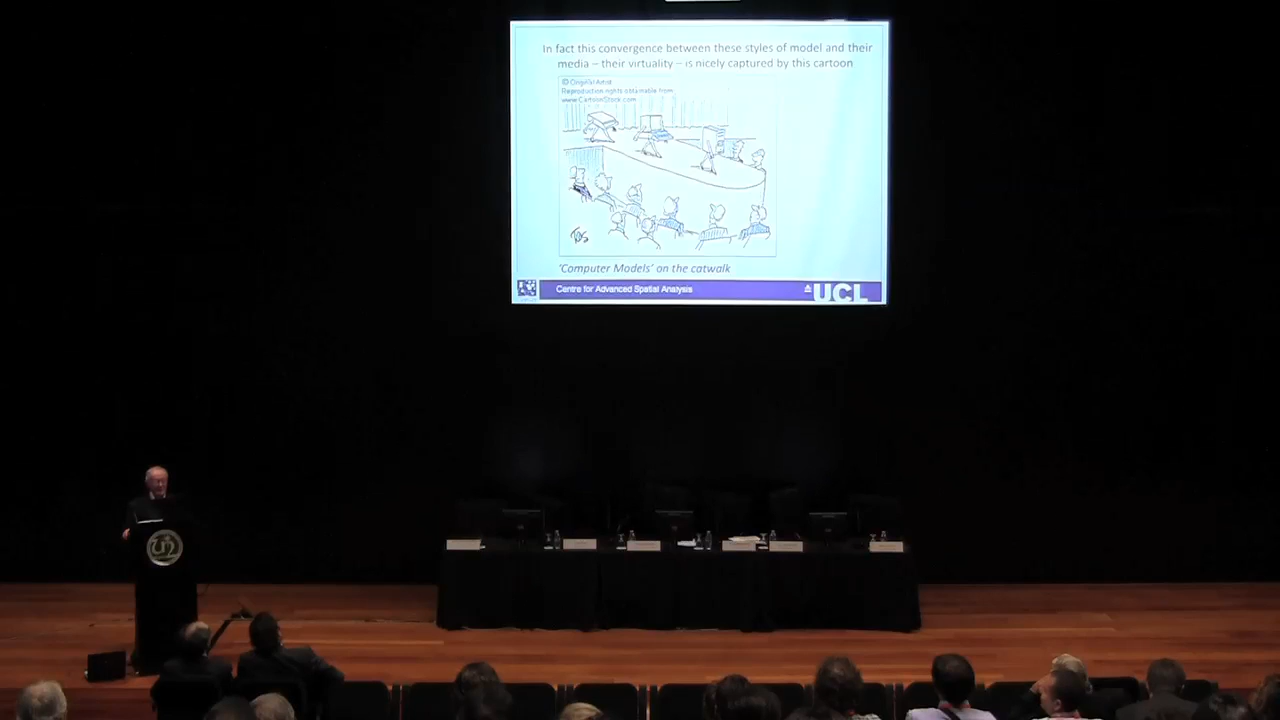 In fact this convergence between these styles of model and their
media – their virtuality – is nicely captured by this cartoon
© Original Artist
Reproduction rights obtainable from
www.CartoonStock.com
'Computer Models' on the catwalk
Centre for Advanced Spatial Analysis
UCL